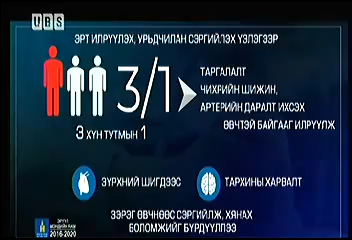 UBS
ЭРТ ИЛРҮҮЛЭХ, УРЬДЧИЛАН СЭРГИЙЛЭХ ҮЗЛЭГЭЭР
3/1
3 ХҮН ТУТМЫН 1
ТАРГАЛАЛТ
ЧИХРИЙН ШИЖИН,
АРТЕРИЙН ДАРАЛТ ИХСЭХ
ӨВЧТЭЙ БАЙГААГ ИЛРҮҮЛЖ
ЗҮРХНИЙ ШИГДЭЭС
ТАРХИНЫ ХАРВАЛТ
ЗЭРЭГ ӨВЧНӨӨС СЭРГИЙЛЖ, ХЯНАХ
БОЛОМЖИЙГ БҮРДҮҮЛЛЭЭ
2016-2020